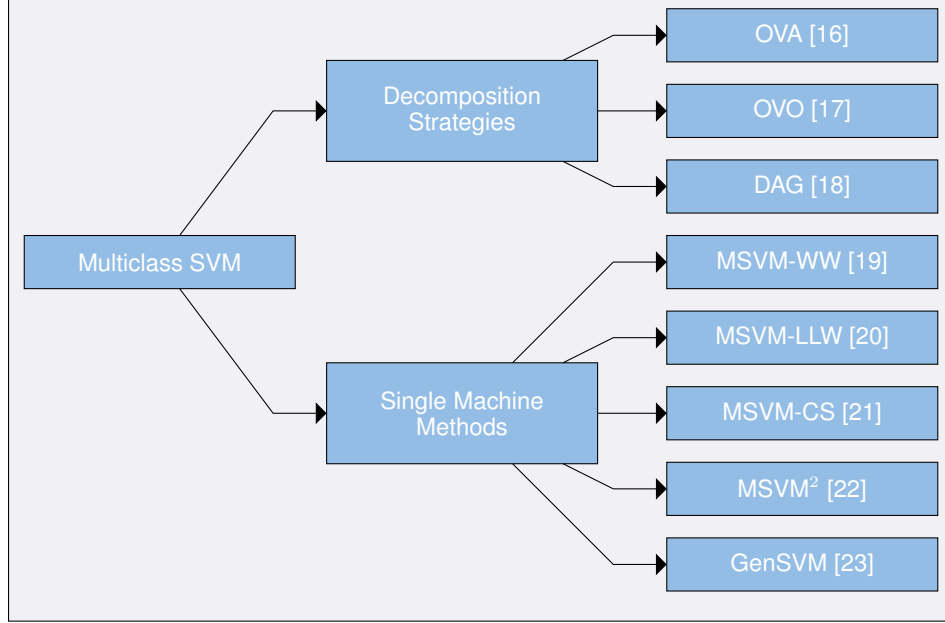 OVA [16]
Decomposition
Strategies
OVO [17]
DAG [18]
Multiclass SVM
MSVM-WW [19]
MSVM-LLW [20]
Single Machine
Methods
MSVM-CS [21]
MSVM² [22]
GenSVM [23]